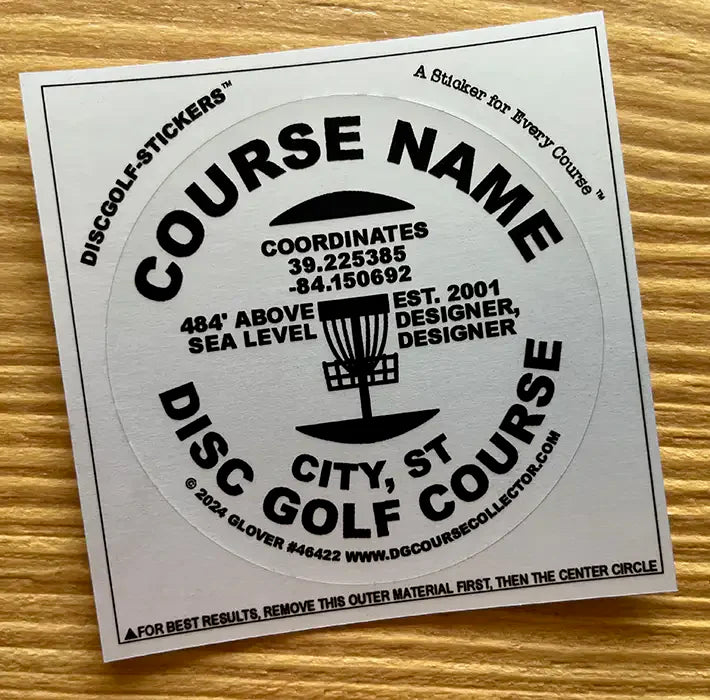 DISCGOLF-STICKERS™
A Sticker for Every Course ™
COURSE NAME
COORDINATES
39.225385
-84.150692
484' ABOVE
SEA LEVEL
EST. 2001
DESIGNER,
DESIGNER
CITY, ST
DISC GOLF COURSE
© 2024 GLOVER #46422 WWW.DGCOURSECOLLECTOR.COM
▲FOR BEST RESULTS, REMOVE THIS OUTER MATERIAL FIRST, THEN THE CENTER CIRCLE